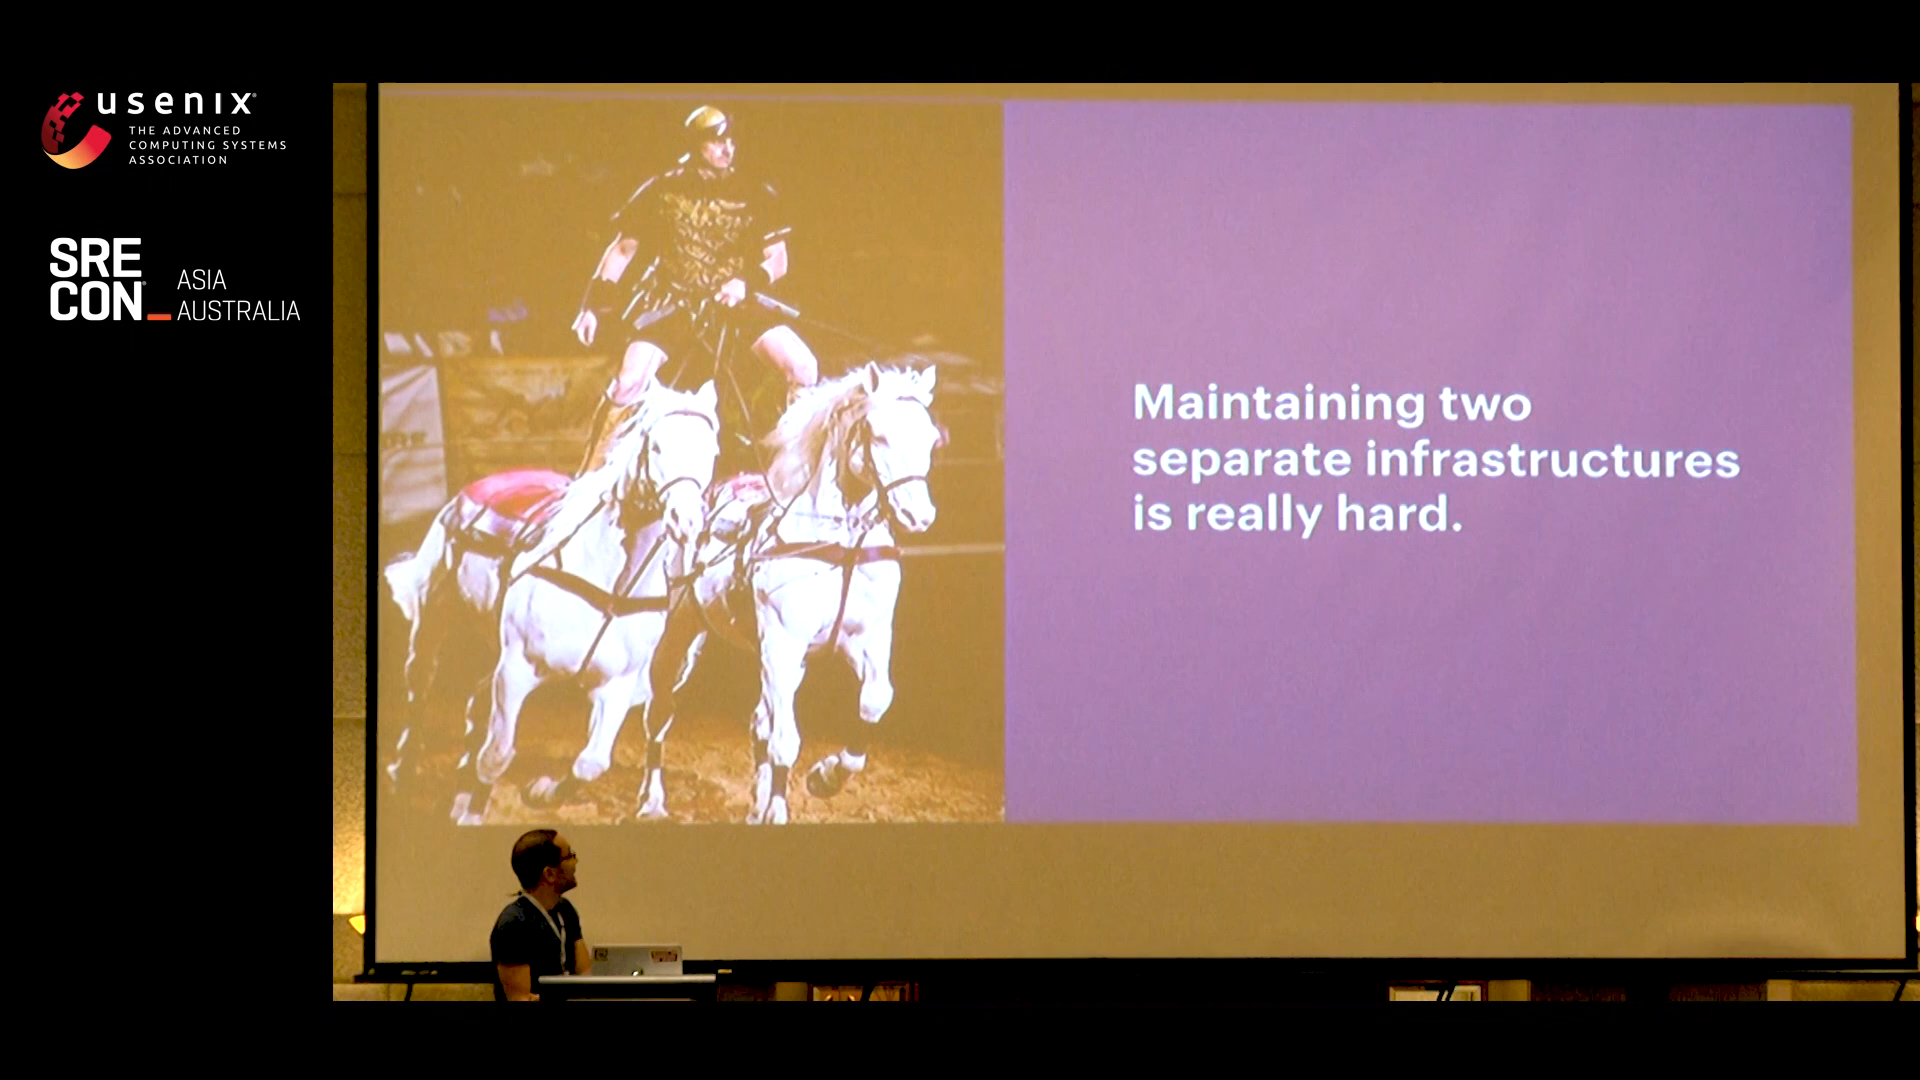 usenix
THE ADVANCED
COMPUTING SYSTEMS
ASSOCIATION
SRE
CON
ASIA
AUSTRALIA
Maintaining two
separate infrastructures
is really hard.